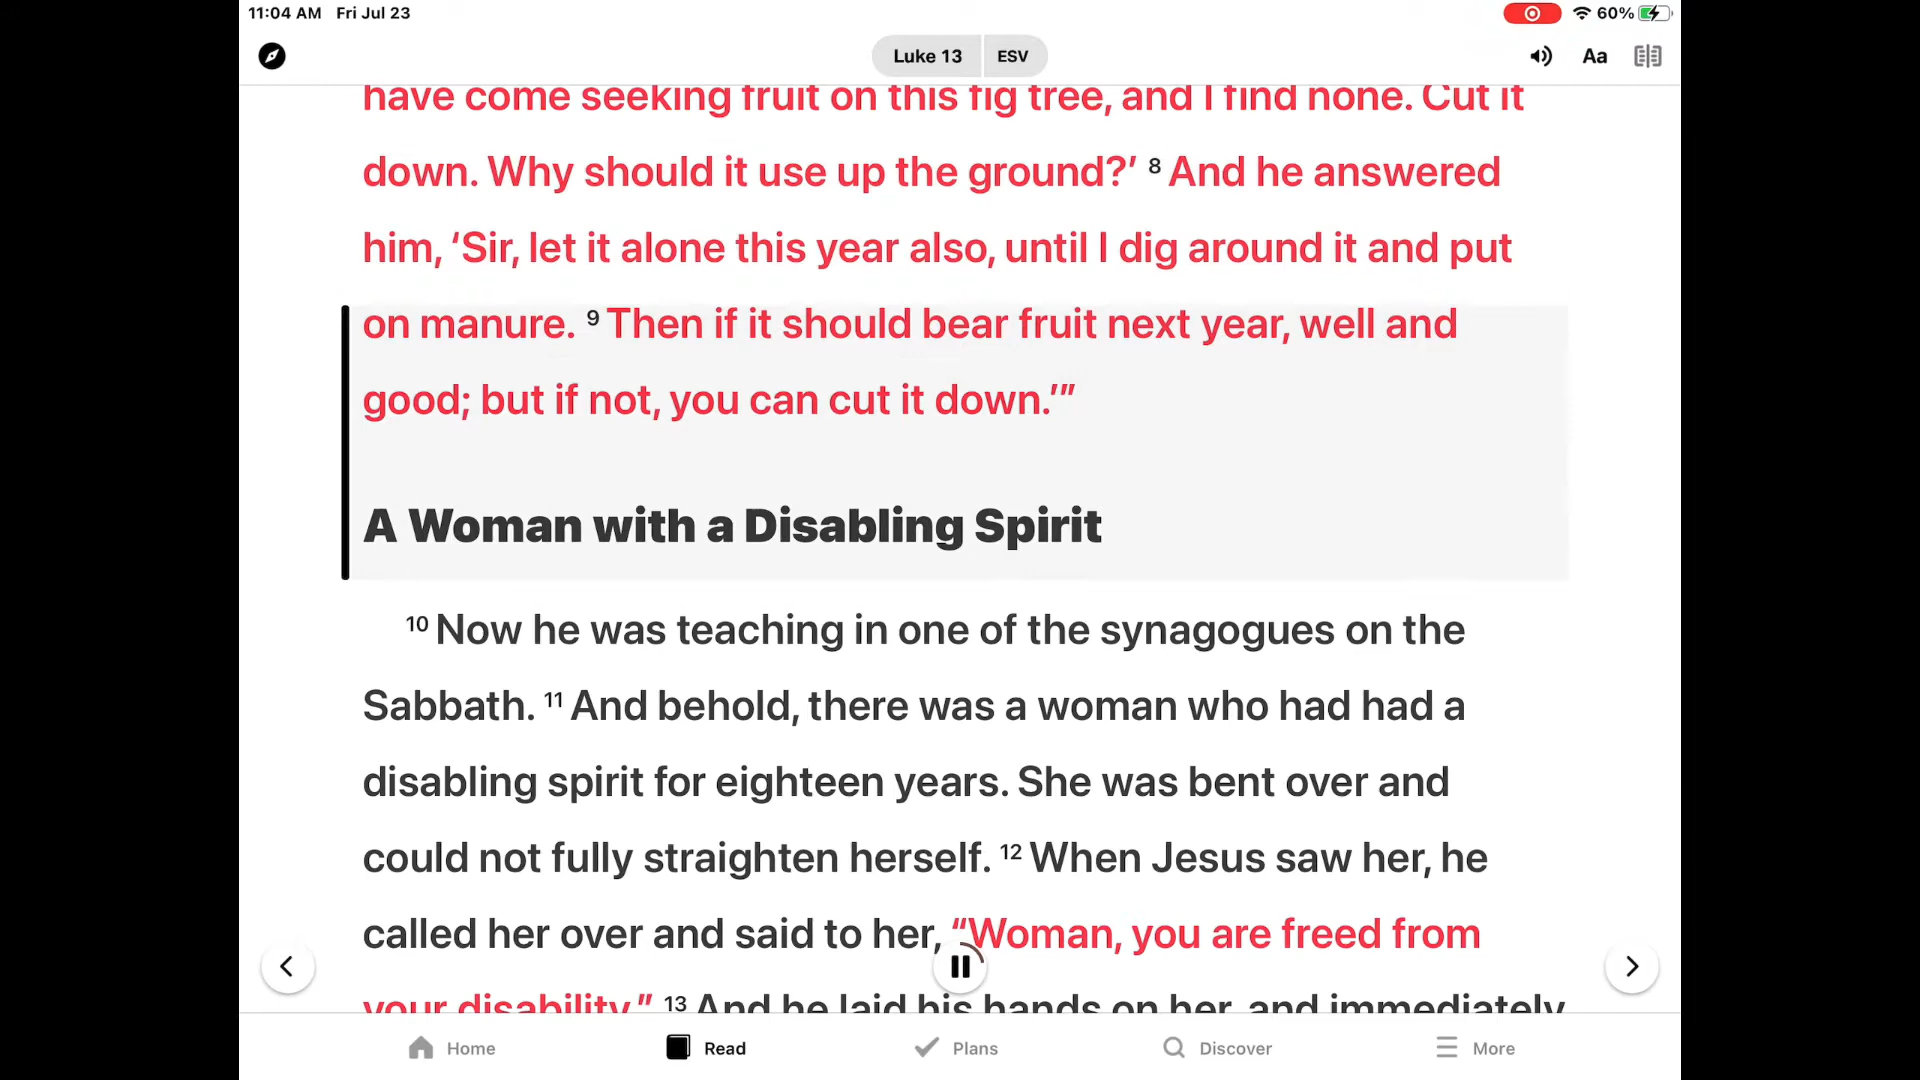 11:04 AM Fri Jul 23 60%
Luke 13 ESV Aa
have come seeking fruit on this fig tree, and I find none. Cut it
down. Why should it use up the ground?’ 8 And he answered
him, ‘Sir, let it alone this year also, until I dig around it and put
on manure. 9 Then if it should bear fruit next year, well and
good; but if not, you can cut it down.’”
A Woman with a Disabling Spirit
10 Now he was teaching in one of the synagogues on the
Sabbath. 11 And behold, there was a woman who had had a
disabling spirit for eighteen years. She was bent over and
could not fully straighten herself. 12 When Jesus saw her, he
called her over and said to her, “Woman, you are freed from
your disability.” 13 And he laid his hands on her, and immediately
Home Read Plans Discover More